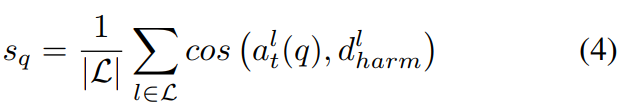 s_q = \frac{1}{|\mathcal{L}|} \sum_{l \in \mathcal{L}} cos \left( a_t^l(q), d_{harm}^l \right) (4)